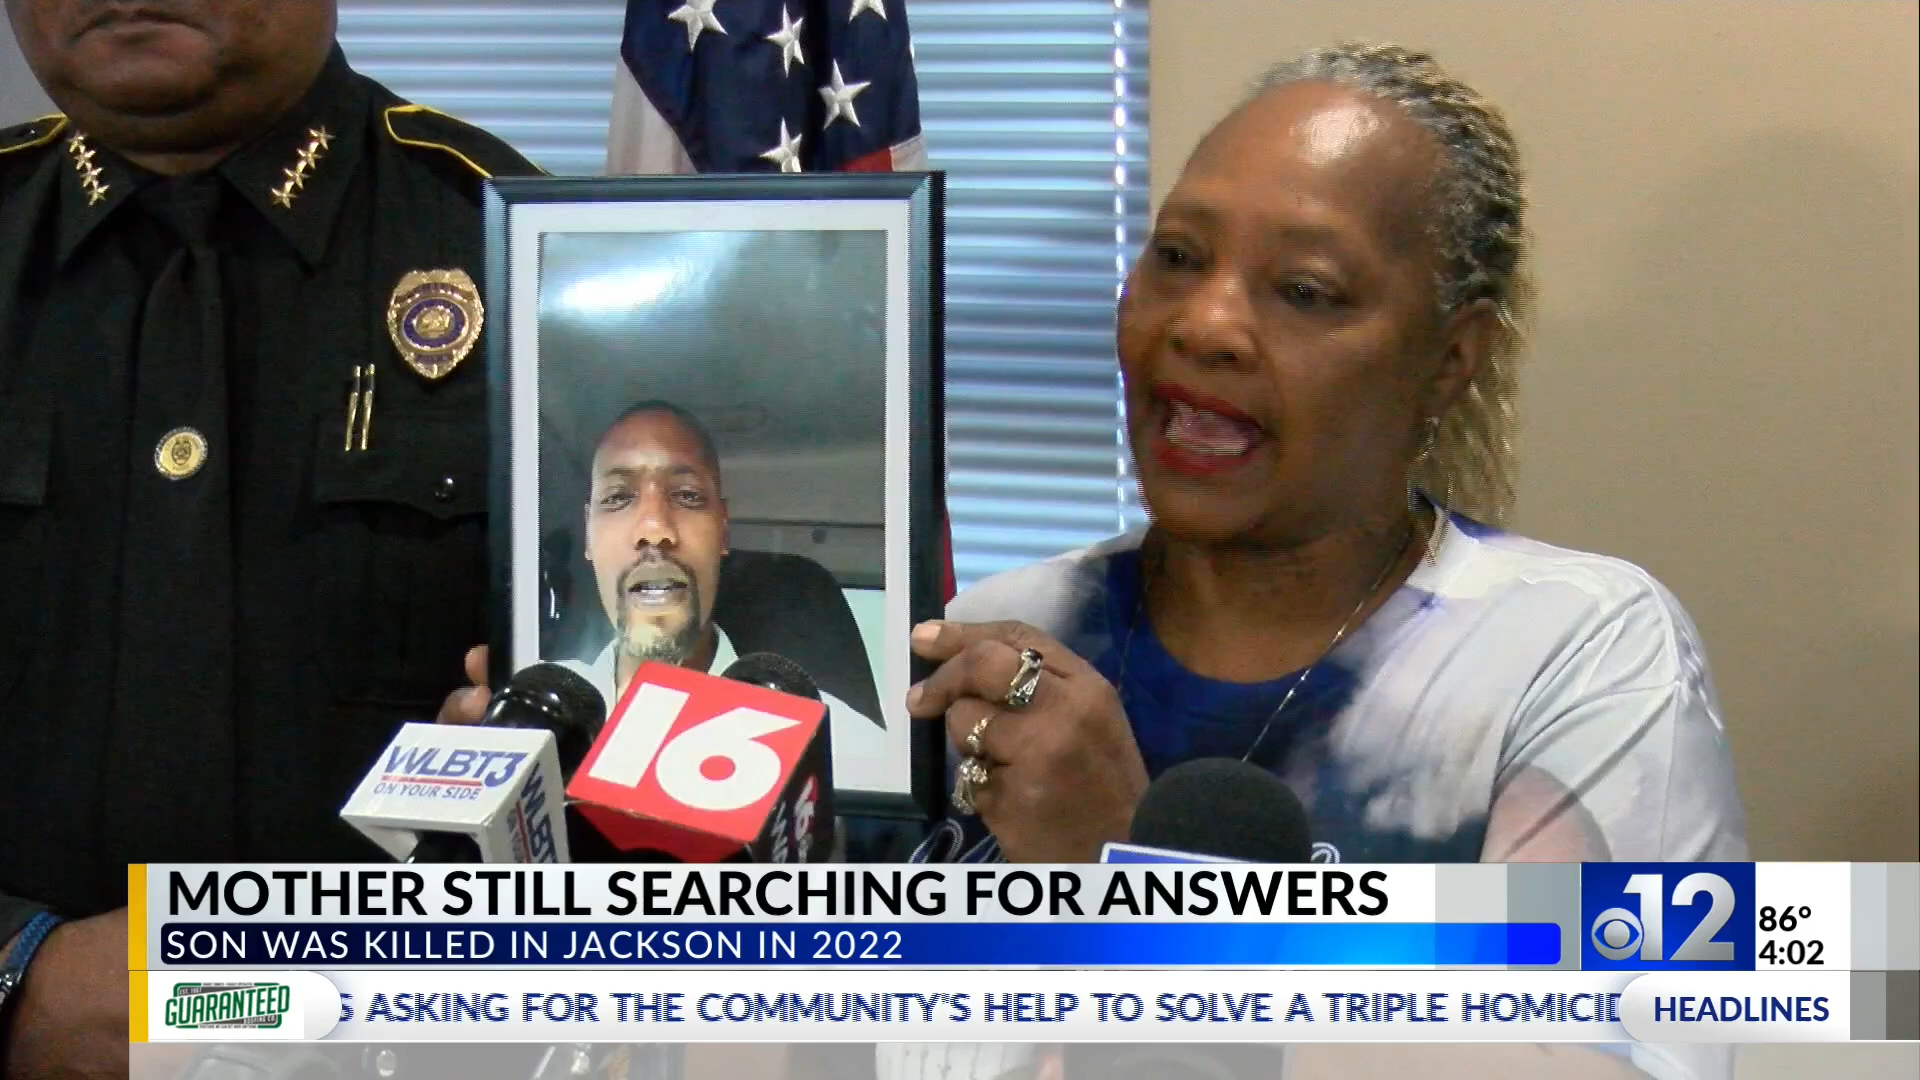 16
WLBT3
ON YOUR SIDE
MOTHER STILL SEARCHING FOR ANSWERS
SON WAS KILLED IN JACKSON IN 2022
12
86°
4:02
GUARANTEED
S ASKING FOR THE COMMUNITY'S HELP TO SOLVE A TRIPLE HOMICID
HEADLINES